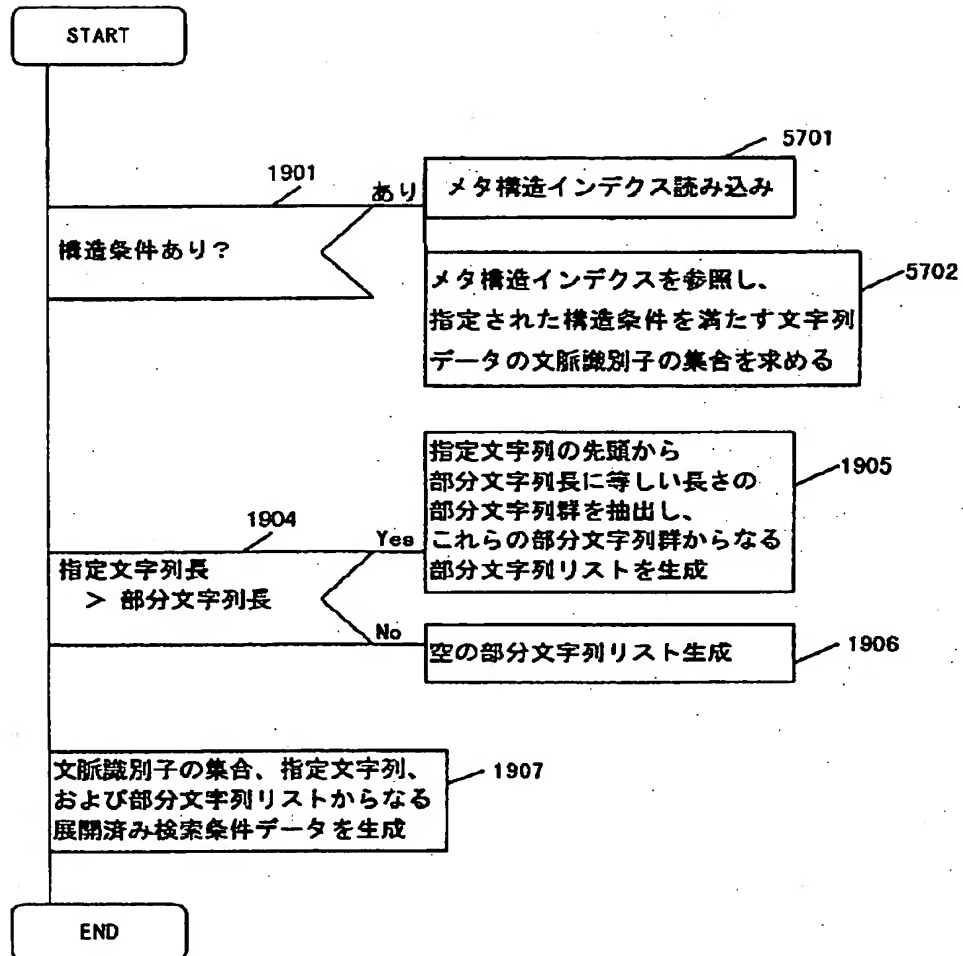 START
5701
1901
あり
メタ構造インデクス読み込み
構造条件あり?
5702
メタ構造インデクスを参照し、
指定された構造条件を満たす文字列
データの文脈識別子の集合を求める
指定文字列の先頭から
部分文字列長に等しい長さの
部分文字列群を抽出し、
これらの部分文字列群からなる
部分文字列リストを生成
1905
1904
Yes
指定文字列長
> 部分文字列長
No
空の部分文字列リスト生成
1906
文脈識別子の集合、指定文字列、
および部分文字列リストからなる
展開済み検索条件データを生成
1907
END